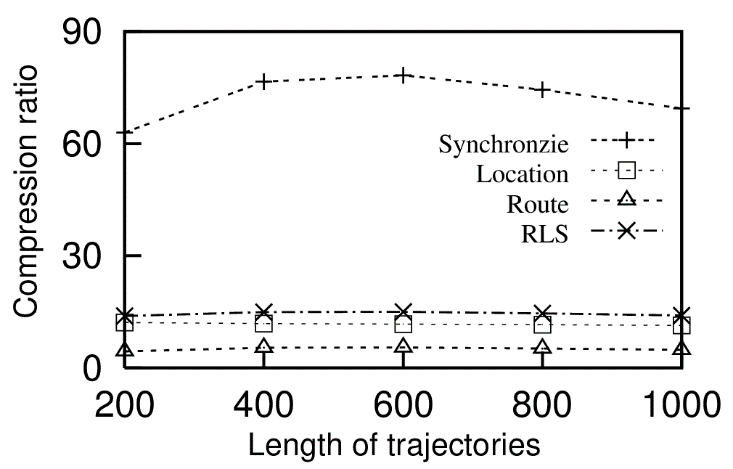 90
60
30
0
Compression ratio
Synchronzie
Location
Route
RLS
200 400 600 800 1000
Length of trajectories